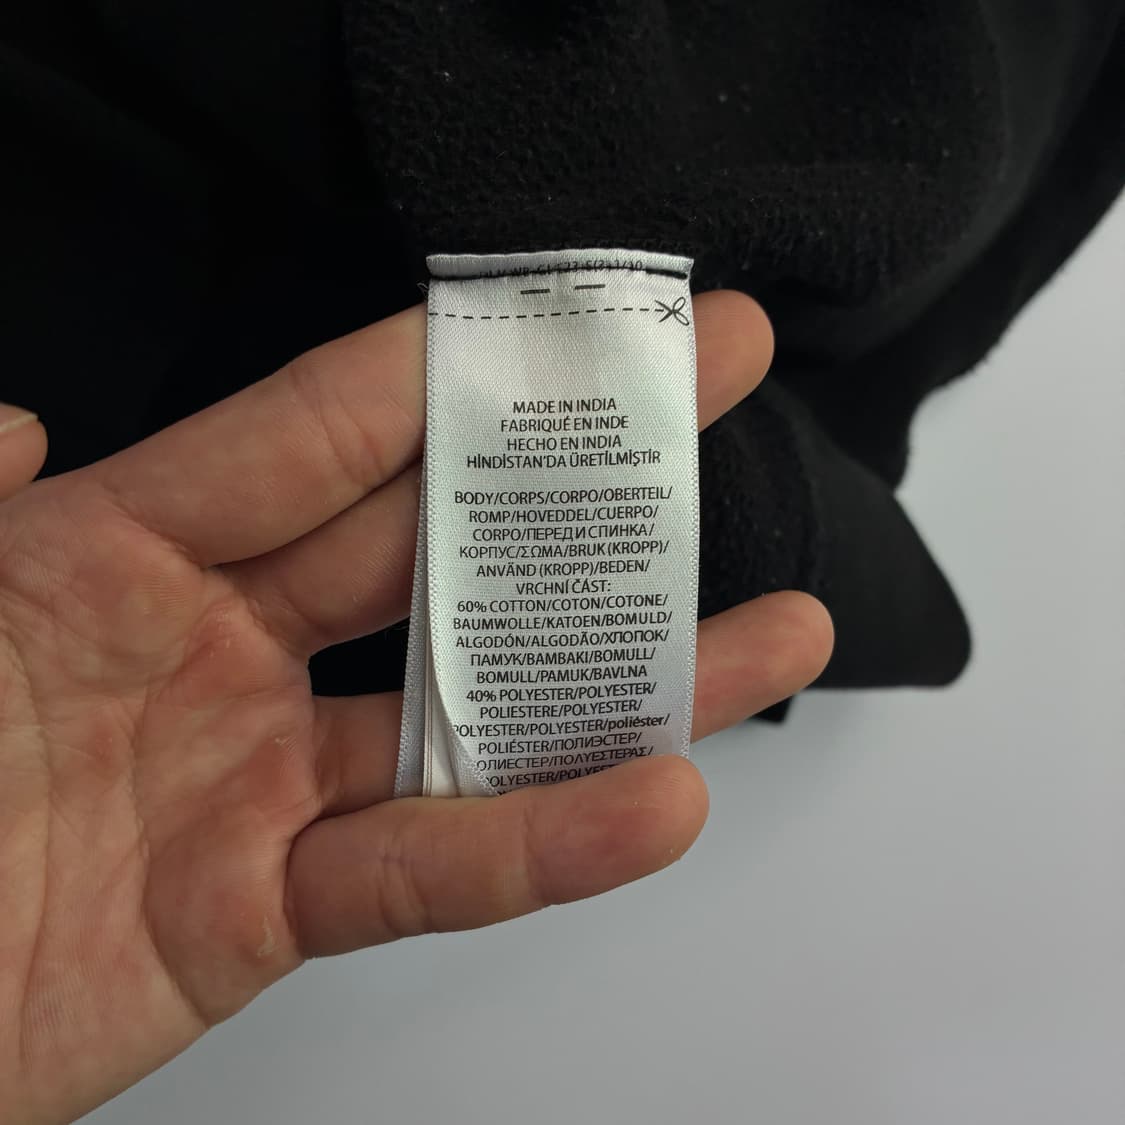 MADE IN INDIA
FABRIQUÉ EN INDE
HECHO EN INDIA
HİNDİSTAN'DA ÜRETİLMİŞTİR
BODY/CORPS/CORPO/OBERTEIL/
ROMP/HOVEDDEL/CUERPO/
CORPO/ПЕРЕД И СПИНКА/
КОРПУС/ΣΩΜΑ/BRUK (KROPP)/
ANVÄND (KROPP)/BEDEN/
VRCHNÍ ČÁST:
60% COTTON/COTON/COTONE/
BAUMWOLLE/KATOEN/BOMULD/
ALGODÓN/ALGODÃO/ХЛОПОК/
ПАМУК/BAMBAKI/BOMULL/
BOMULL/PAMUK/BAVLNA
40% POLYESTER/POLYESTER/
POLIESTERE/POLYESTER/
POLYESTER/POLYESTER/poliéster/
POLIÉSTER/ПОЛИЭСТЕР/
ОЛИЕСТЕР/ΠΟΛΥΕΣΤΕΡΑΣ/
OLYESTER/POLYESTE